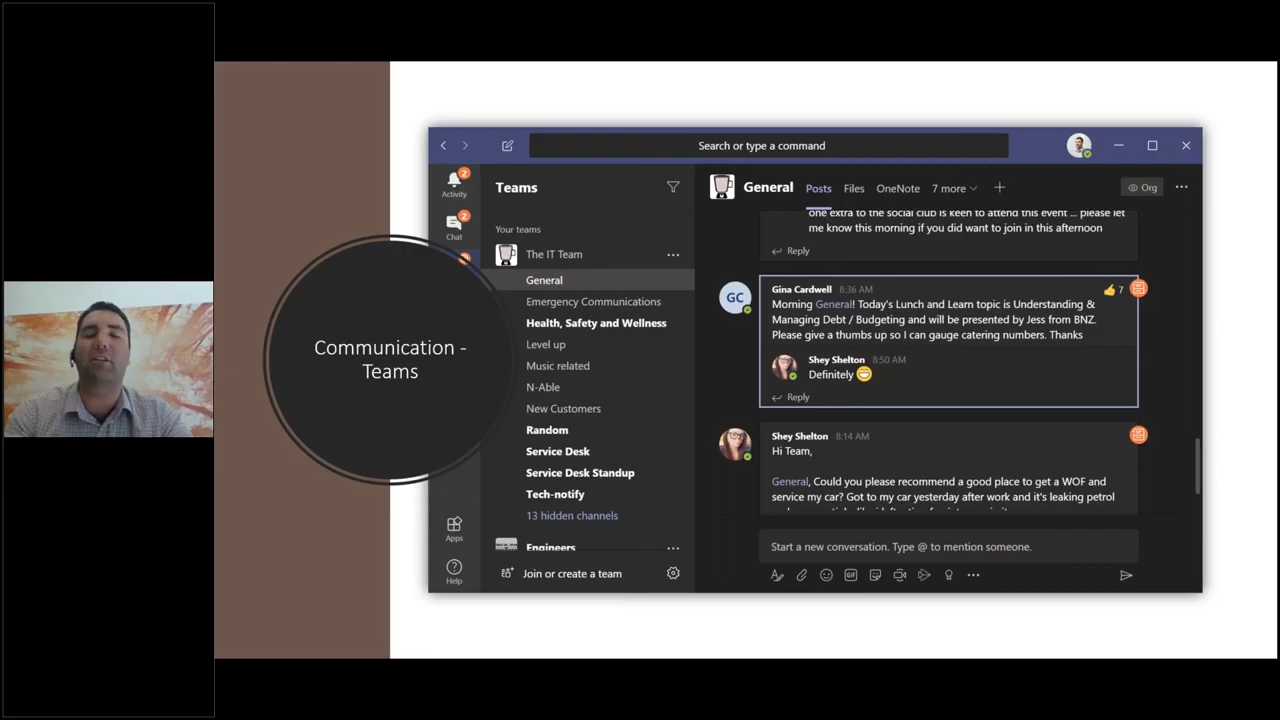 Communication -
Teams
Search or type a command
Activity
2
Chat
2
Apps
Help
Teams
Your teams
The IT Team
General
Emergency Communications
Health, Safety and Wellness
Level up
Music related
N-Able
New Customers
Random
Service Desk
Service Desk Standup
Tech-notify
13 hidden channels
Engineers
Join or create a team
General Posts Files OneNote 7 more
Org
one extra to the social club is keen to attend this event ... please let
me know this morning if you did want to join in this afternoon
Reply
GC
Gina Cardwell 8:36 AM
7
Morning General! Today's Lunch and Learn topic is Understanding &
Managing Debt / Budgeting and will be presented by Jess from BNZ.
Please give a thumbs up so I can gauge catering numbers. Thanks
Shey Shelton 8:50 AM
Definitely
Reply
Shey Shelton 8:14 AM
Hi Team,
General, Could you please recommend a good place to get a WOF and
service my car? Got to my car yesterday after work and it's leaking petrol
Start a new conversation. Type @ to mention someone.
GIF